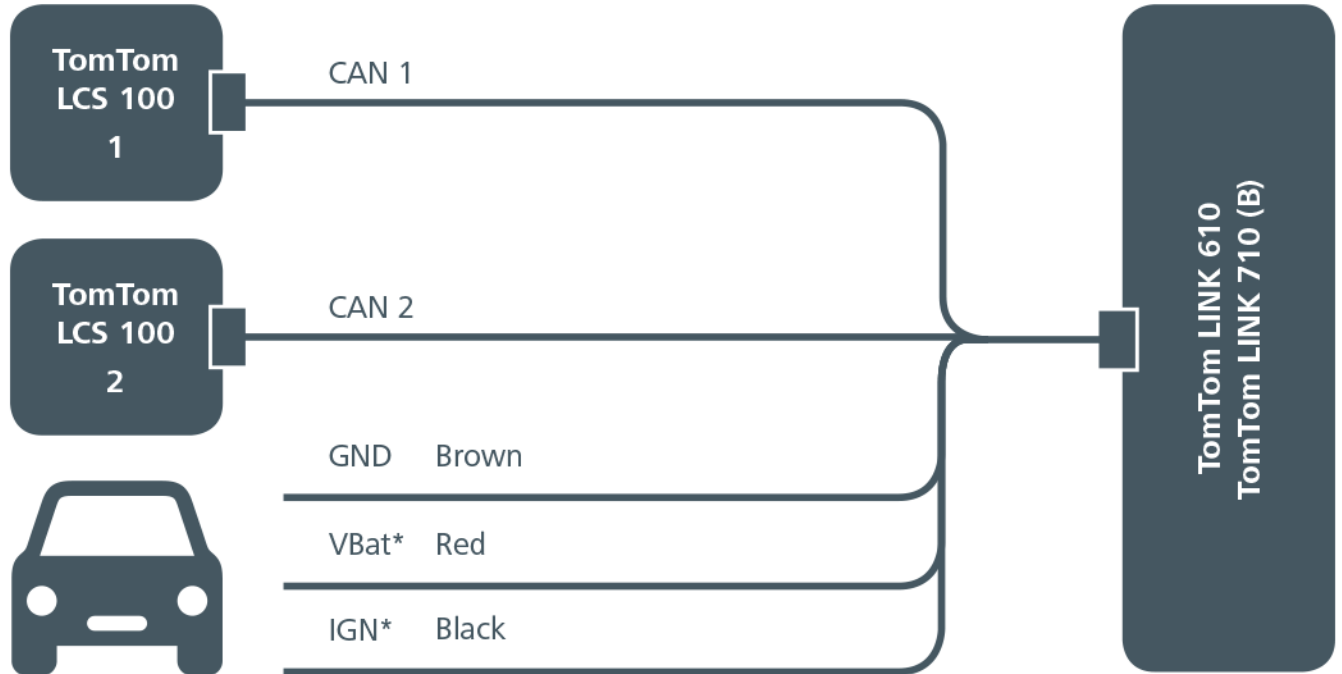 TomTom
LCS 100
1
CAN 1
TomTom
LCS 100
2
CAN 2
GND Brown
VBat* Red
IGN* Black
TomTom LINK 610
TomTom LINK 710 (B)